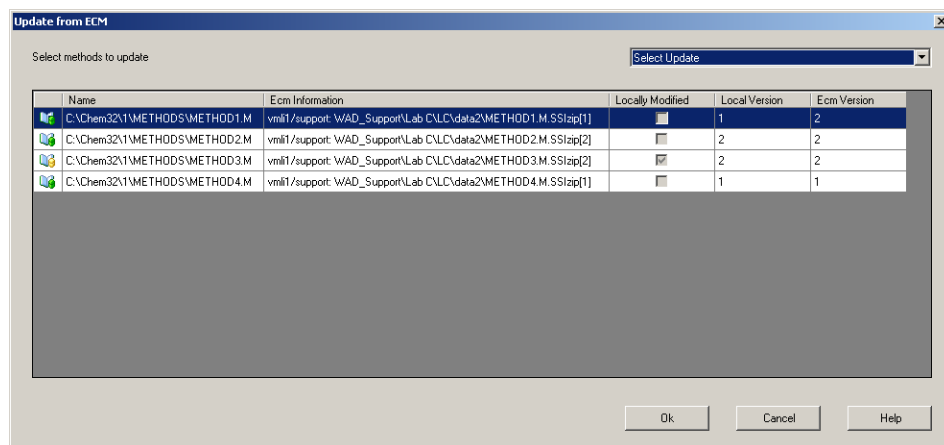 Update from ECM
Select methods to update
Select Update
Name Ecm Information Locally Modified Local Version Ecm Version
C:\Chem32\1\METHODS\METHOD1.M vmli1/support: WAD_Support\Lab C\LC\data2\METHOD1.M.SSIzip[1] 1 2
C:\Chem32\1\METHODS\METHOD2.M vmli1/support: WAD_Support\Lab C\LC\data2\METHOD2.M.SSIzip[2] 2 2
C:\Chem32\1\METHODS\METHOD3.M vmli1/support: WAD_Support\Lab C\LC\data2\METHOD3.M.SSIzip[2] 2 2
C:\Chem32\1\METHODS\METHOD4.M vmli1/support: WAD_Support\Lab C\LC\data2\METHOD4.M.SSIzip[1] 1 1
Ok Cancel Help